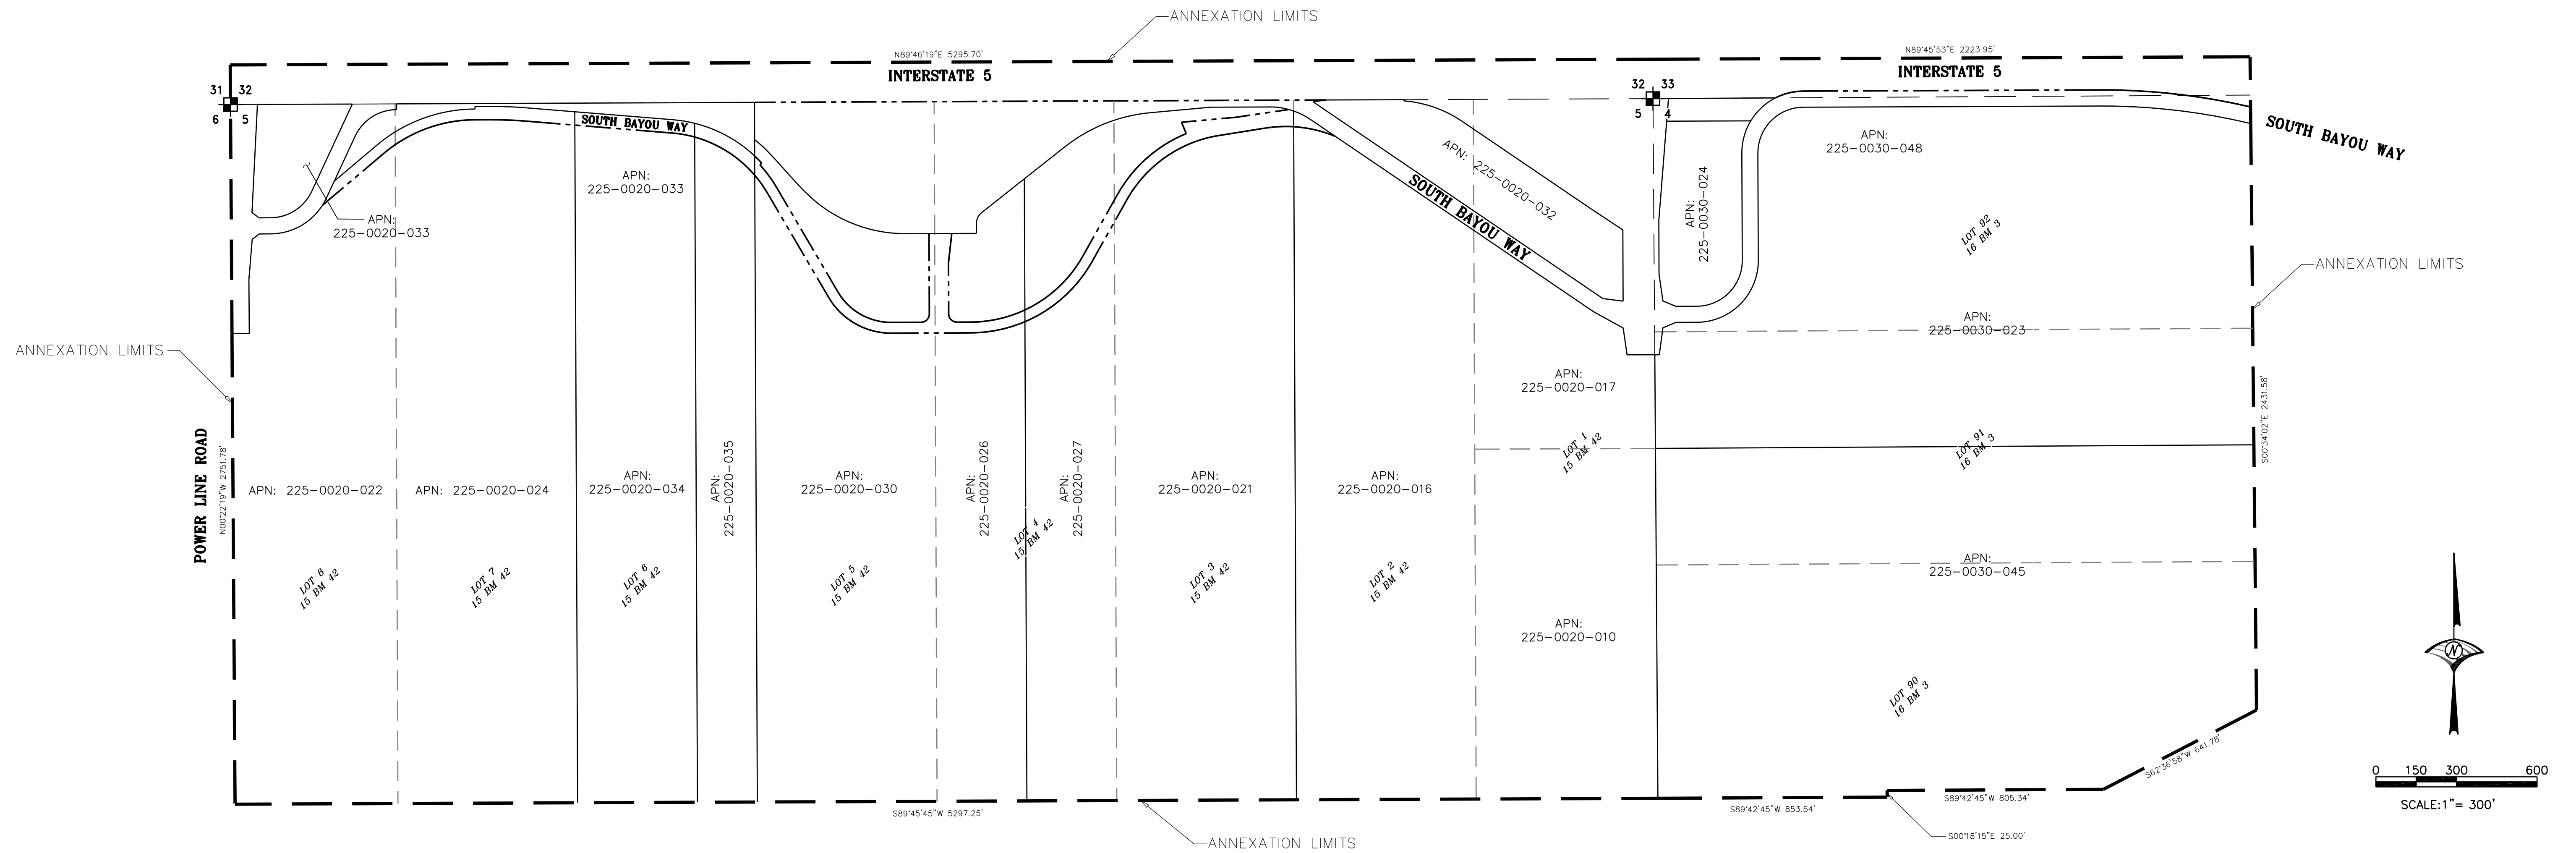 ANNEXATION LIMITS
N89°46'19"E 5295.70'
N89°45'53"E 2223.95'
INTERSTATE 5
INTERSTATE 5
31 32
6 5
32 33
5 4
SOUTH BAYOU WAY
SOUTH BAYOU WAY
APN:
225-0030-048
APN: 225-0020-032
APN:
225-0020-033
APN:
225-0020-033
SOUTH BAYOU WAY
APN:
225-0030-024
LOT 92
16 BM 3
ANNEXATION LIMITS
APN:
225-0030-023
ANNEXATION LIMITS
APN:
225-0020-017
POWER LINE ROAD
N00°22'19"W 2751.78'
S00°34'02"E 2431.58'
LOT 1
15 BM 42
LOT 91
16 BM 3
APN: 225-0020-022
APN: 225-0020-024
APN:
225-0020-034
APN:
225-0020-035
APN:
225-0020-030
APN:
225-0020-026
APN:
225-0020-027
APN:
225-0020-021
APN:
225-0020-016
LOT 4
15 BM 42
APN:
225-0030-045
LOT 8
15 BM 42
LOT 7
15 BM 42
LOT 6
15 BM 42
LOT 5
15 BM 42
LOT 3
15 BM 42
LOT 2
15 BM 42
APN:
225-0020-010
LOT 90
16 BM 3
N
S62°36'58"W 641.78'
0 150 300 600
SCALE:1"= 300'
S89°45'45"W 5297.25'
S89°42'45"W 853.54'
S89°42'45"W 805.34'
S00°18'15"E 25.00'
ANNEXATION LIMITS